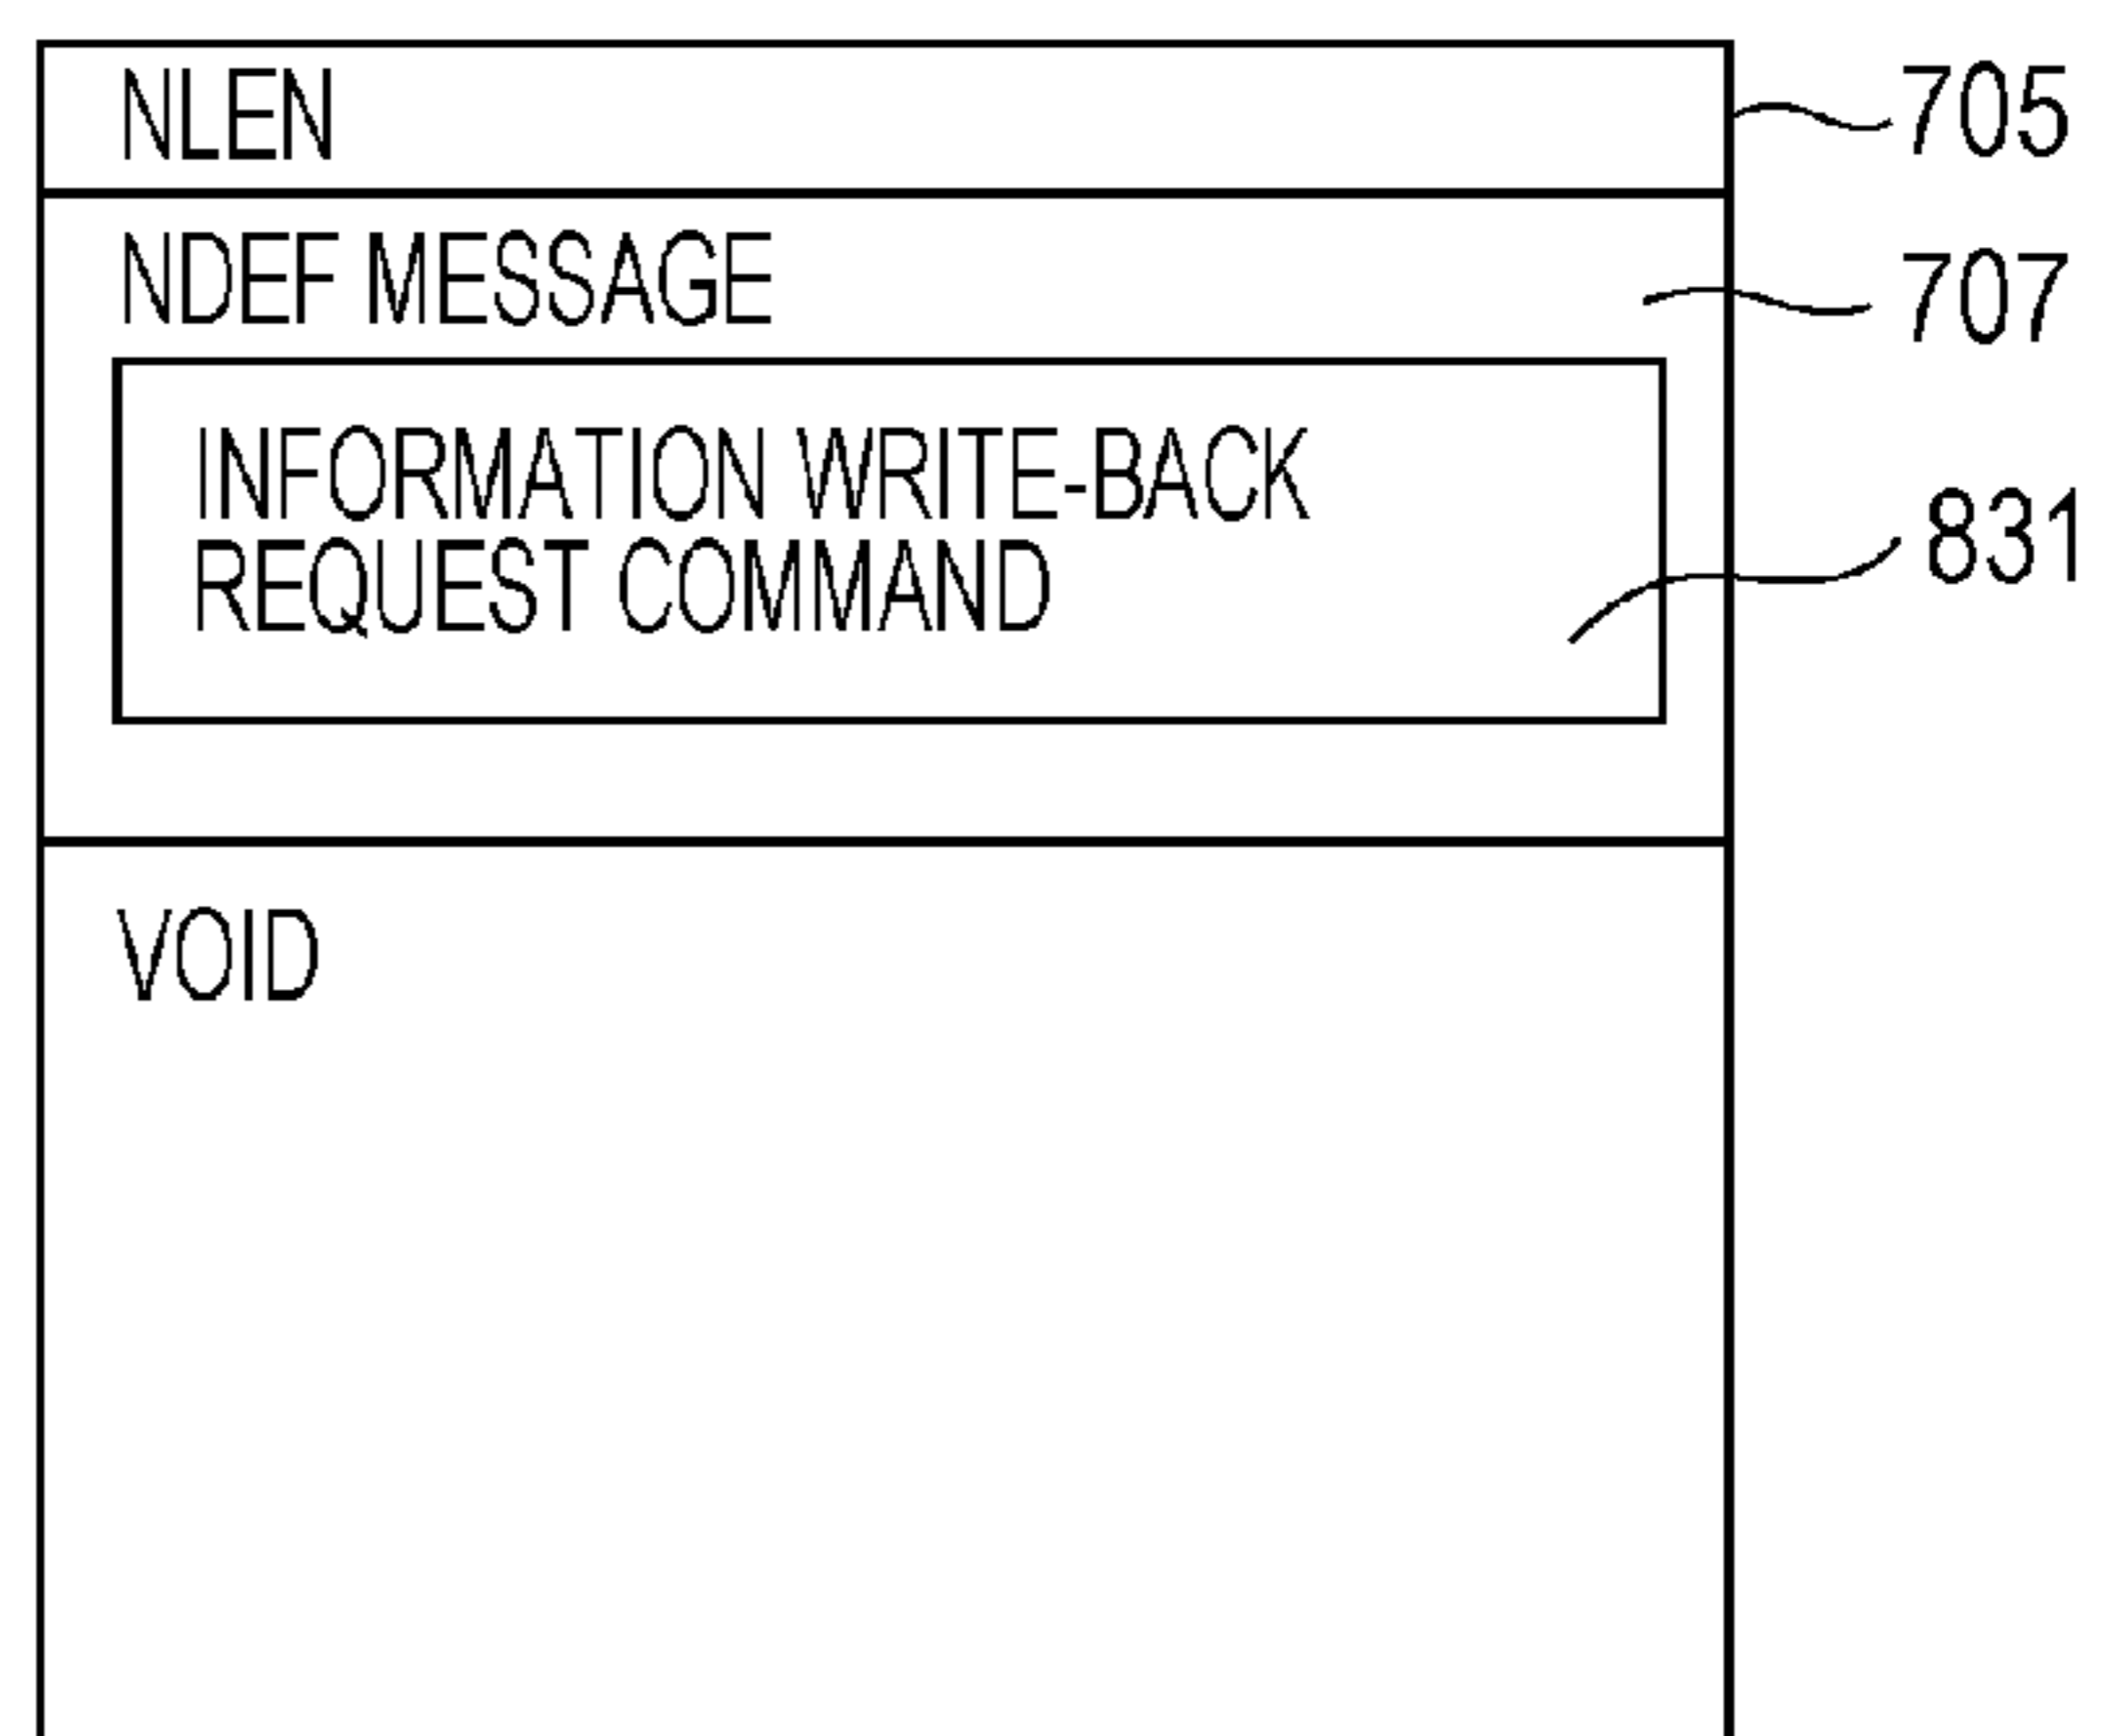 NLEN
705
NDEF MESSAGE
707
INFORMATION WRITE-BACK
REQUEST COMMAND
831
VOID